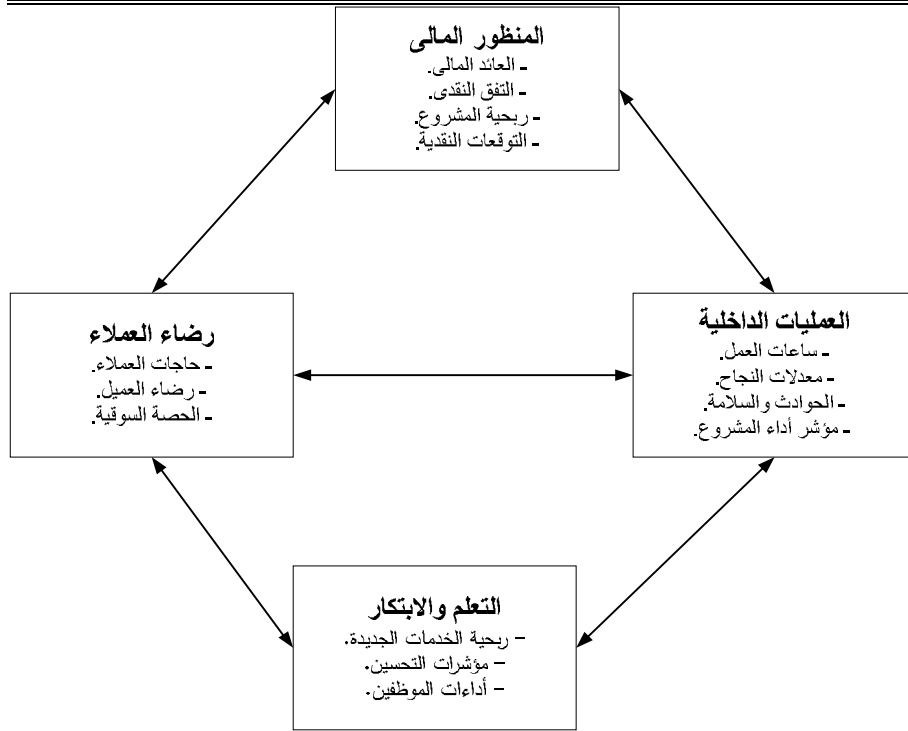 المنظور المالى
- العائد المالى.
- التفق النقدى.
- ربحية المشروع.
- التوقعات النقدية.
العمليات الداخلية
- ساعات العمل.
- معدلات النجاح.
- الحوادث والسلامة.
- مؤشر أداء المشروع.
رضاء العملاء
- حاجات العملاء.
- رضاء العميل.
- الحصة السوقية.
التعلم والابتكار
- ربحية الخدمات الجديدة.
- مؤشرات التحسين.
- أداءات الموظفين.